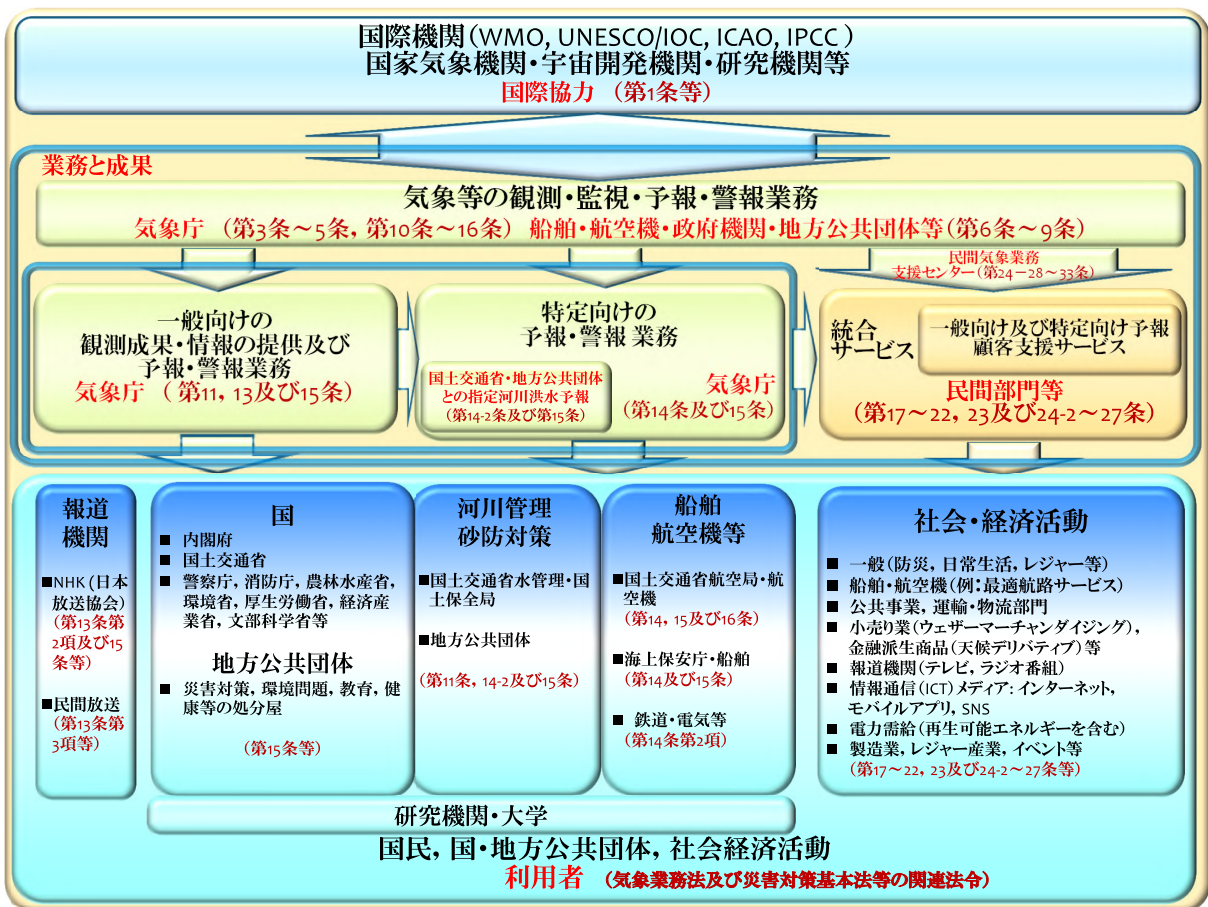 国際機関(WMO, UNESCO/IOC, ICAO, IPCC )
国家気象機関・宇宙開発機関・研究機関等
国際協力 (第1条等)
業務と成果
気象等の観測・監視・予報・警報業務
気象庁 (第3条～5条, 第10条～16条) 船舶・航空機・政府機関・地方公共団体等(第6条～9条)
民間気象業務
支援センター(第24－28～33条)
一般向けの
観測成果・情報の提供及び
予報・警報業務
気象庁 ( 第11, 13及び15条)
特定向けの
予報・警報 業務
国土交通省・地方公共団体
との指定河川洪水予報
(第14-2条及び第15条)
気象庁
(第14条及び15条)
統合
サービス
一般向け及び特定向け予報
顧客支援サービス
民間部門等
(第17～22, 23及び24-2～27条)
報道
機関
■NHK (日本
放送協会)
(第13条第
2項及び15
条等)
■民間放送
(第13条第
3項等)
国
■ 内閣府
■ 国土交通省
■ 警察庁, 消防庁, 農林水産省,
環境省, 厚生労働省, 経済産
業省, 文部科学省等
地方公共団体
■ 災害対策, 環境問題, 教育, 健
康等の処分屋
(第15条等)
河川管理
砂防対策
■国土交通省水管理・国
土保全局
■地方公共団体
(第11条, 14-2及び15条)
船舶
航空機等
■国土交通省航空局・航
空機
(第14, 15及び16条)
■海上保安庁・船舶
(第14及び15条)
■ 鉄道・電気等
(第14条第2項)
社会・経済活動
■ 一般(防災, 日常生活, レジャー等)
■ 船舶・航空機(例：最適航路サービス)
■ 公共事業, 運輸・物流部門
■ 小売り業(ウェザーマーチャンダイジング),
金融派生商品(天候デリバティブ)等
■ 報道機関(テレビ, ラジオ番組)
■ 情報通信(ICT)メディア: インターネット,
モバイルアプリ, SNS
■ 電力需給(再生可能エネルギーを含む)
■ 製造業, レジャー産業, イベント等
(第17～22, 23及び24-2～27条等)
研究機関・大学
国民, 国・地方公共団体, 社会経済活動
利用者 (気象業務法及び災害対策基本法等の関連法令)